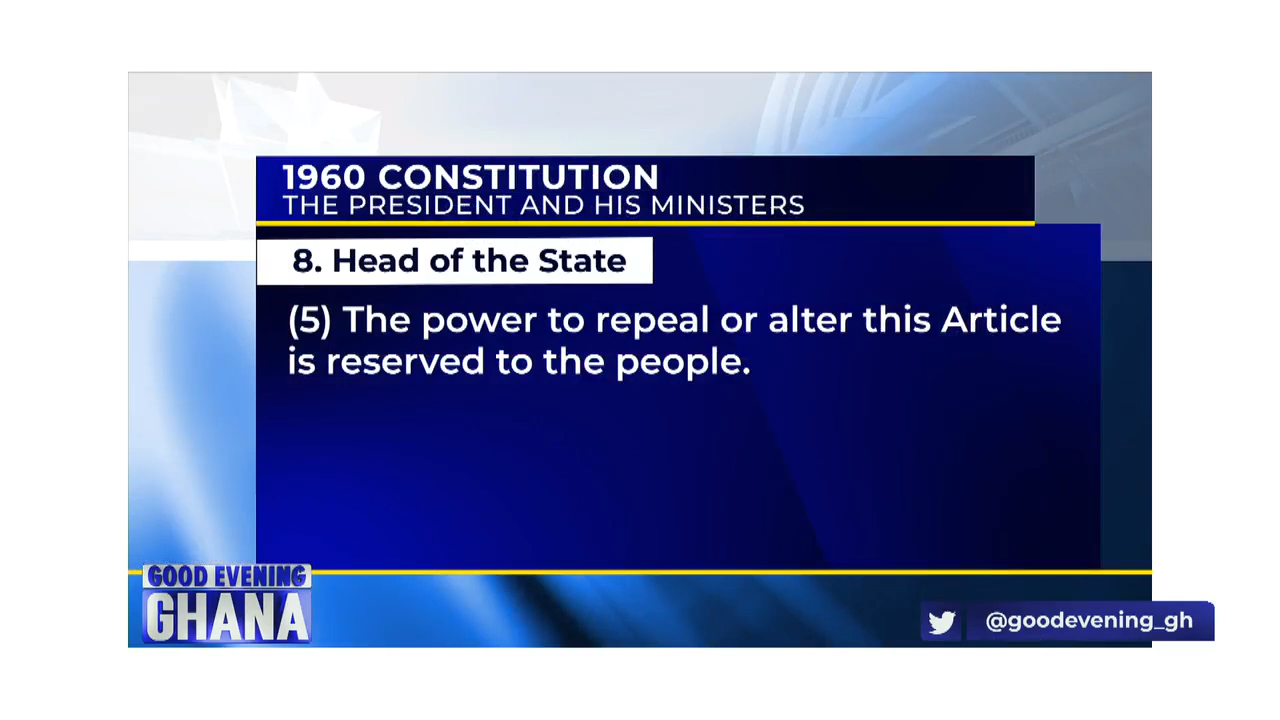 1960 CONSTITUTION
THE PRESIDENT AND HIS MINISTERS
8. Head of the State
(5) The power to repeal or alter this Article
is reserved to the people.
GOOD EVENING
GHANA
@goodevening_gh